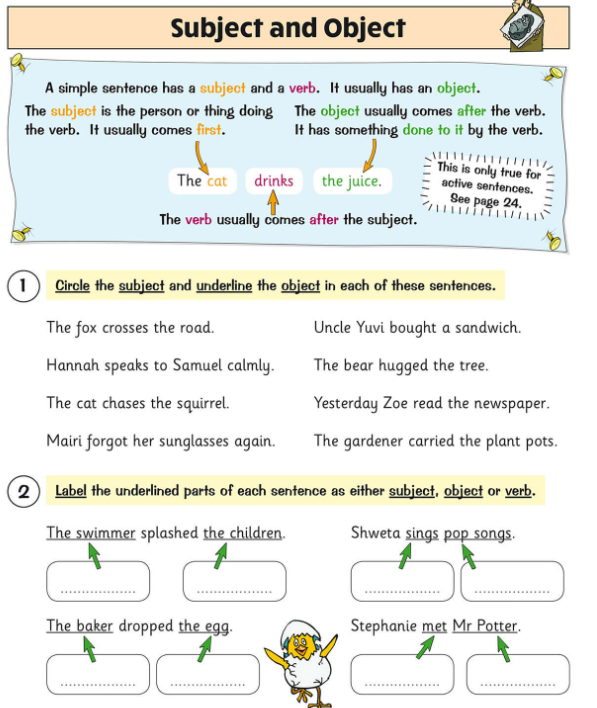 Subject and Object
A simple sentence has a subject and a verb. It usually has an object.
The subject is the person or thing doing
the verb. It usually comes first.
The object usually comes after the verb.
It has something done to it by the verb.
The cat drinks the juice.
This is only true for
active sentences.
See page 24.
The verb usually comes after the subject.
1 Circle the subject and underline the object in each of these sentences.
The fox crosses the road.
Uncle Yuvi bought a sandwich.
Hannah speaks to Samuel calmly.
The bear hugged the tree.
The cat chases the squirrel.
Yesterday Zoe read the newspaper.
Mairi forgot her sunglasses again.
The gardener carried the plant pots.
2 Label the underlined parts of each sentence as either subject, object or verb.
The swimmer splashed the children.
Shweta sings pop songs.
The baker dropped the egg.
Stephanie met Mr Potter.